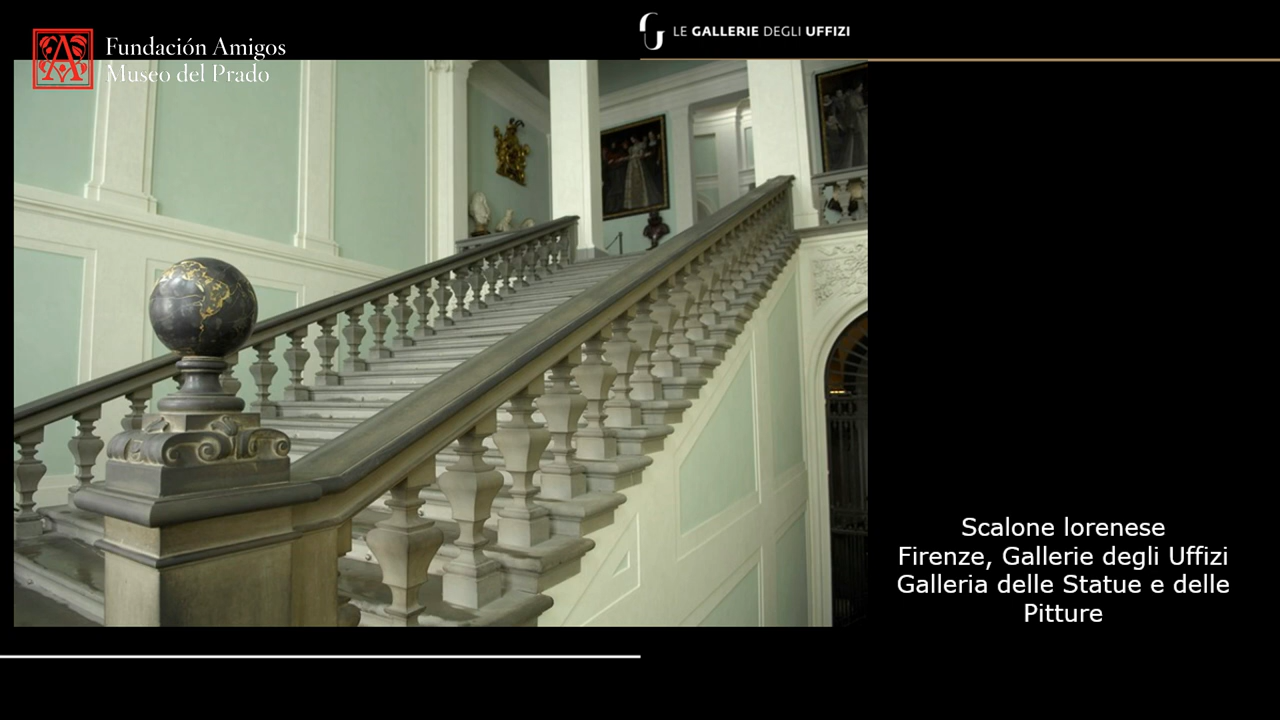 Fundación Amigos
Museo del Prado
LE GALLERIE DEGLI UFFIZI
Scalone lorenese
Firenze, Gallerie degli Uffizi
Galleria delle Statue e delle
Pitture